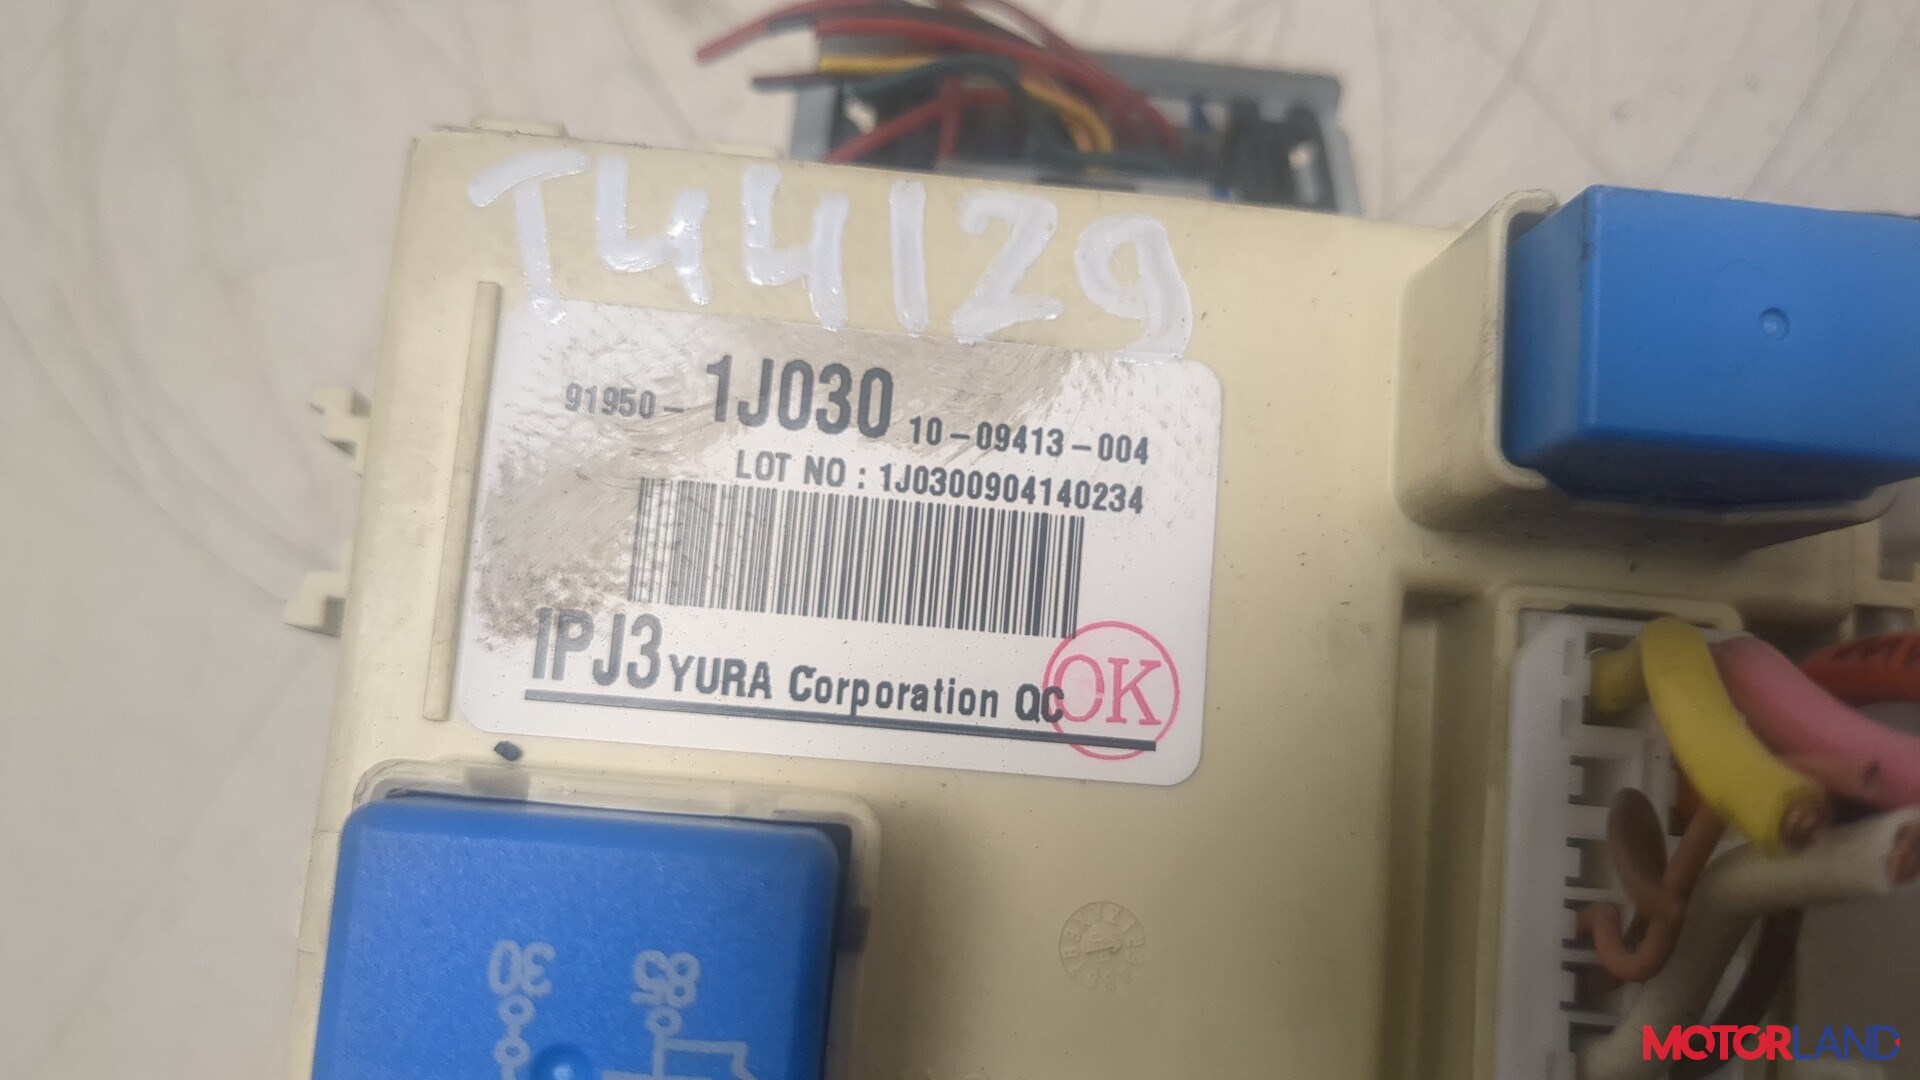 T44129
91950- 1J030 10-09413-004
LOT NO : 1J0300904140234
IPJ3 YURA Corporation QC OK
30
85
MOTORLAND